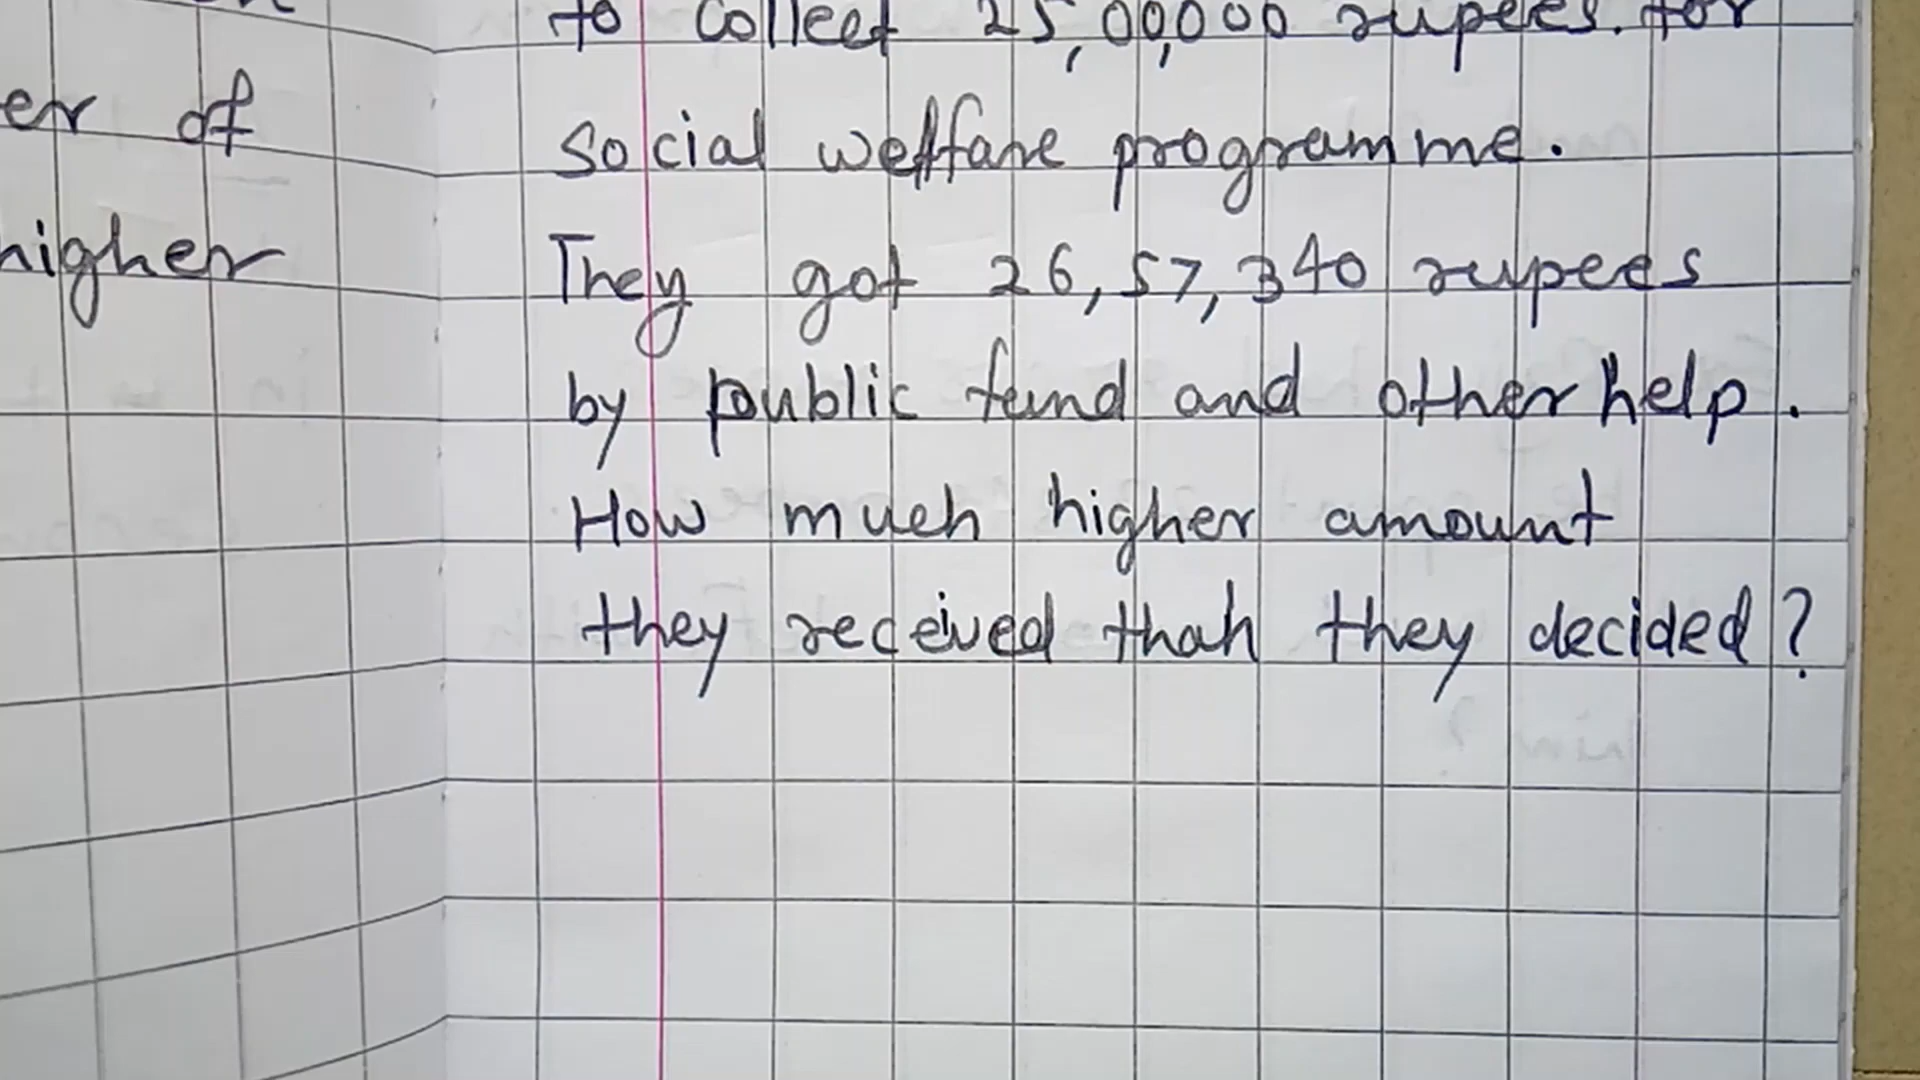 er of
higher
to collect 25,00,000 rupees. for
social welfare programme.
They got 26,57,340 rupees
by public fund and other help.
How much higher amount
they received than they decided?